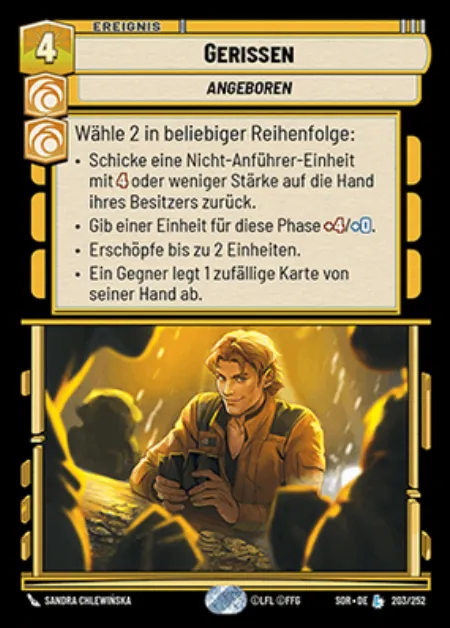 EREIGNIS
4
GERISSEN
ANGEBOREN
Wähle 2 in beliebiger Reihenfolge:
• Schicke eine Nicht-Anführer-Einheit
mit 4 oder weniger Stärke auf die Hand
ihres Besitzers zurück.
• Gib einer Einheit für diese Phase +4/+0.
• Erschöpfe bis zu 2 Einheiten.
• Ein Gegner legt 1 zufällige Karte von
seiner Hand ab.
SANDRA CHLEWIŃSKA ©LFL ©FFG SOR • DE L 203/252